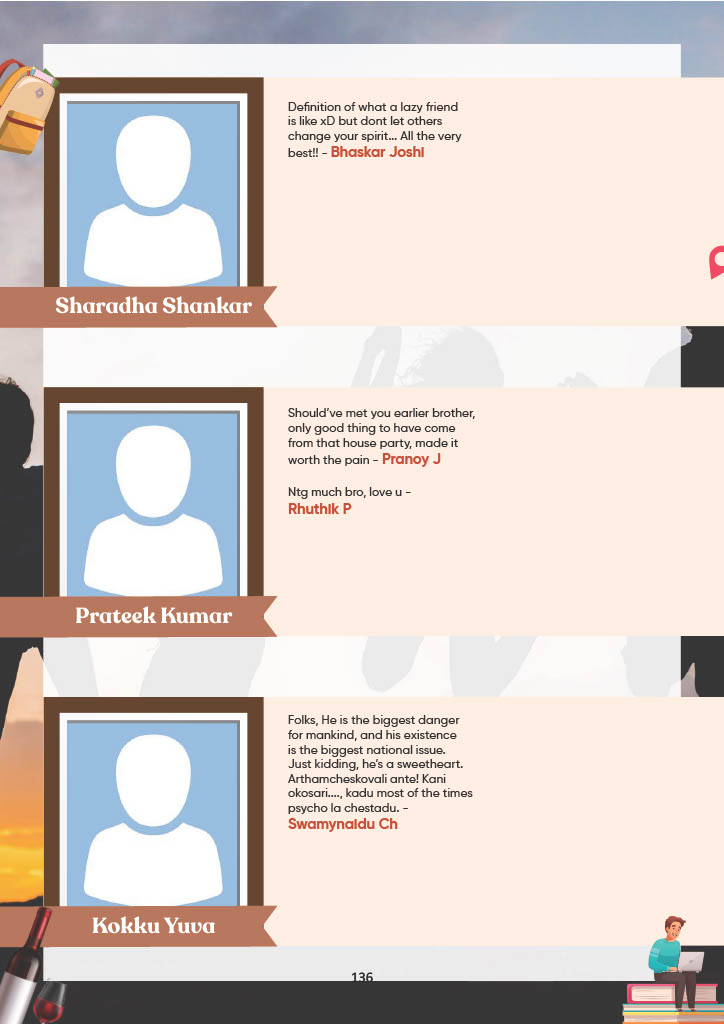 Definition of what a lazy friend
is like xD but dont let others
change your spirit... All the very
best!! - Bhaskar Joshi
Sharadha Shankar
Should've met you earlier brother,
only good thing to have come
from that house party, made it
worth the pain - Pranoy J
Ntg much bro, love u -
Rhuthik P
Prateek Kumar
Folks, He is the biggest danger
for mankind, and his existence
is the biggest national issue.
Just kidding, he's a sweetheart.
Arthamcheskovali ante! Kani
okosari...., kadu most of the times
psycho la chestadu. -
Swamynaidu Ch
Kokku Yuva
136